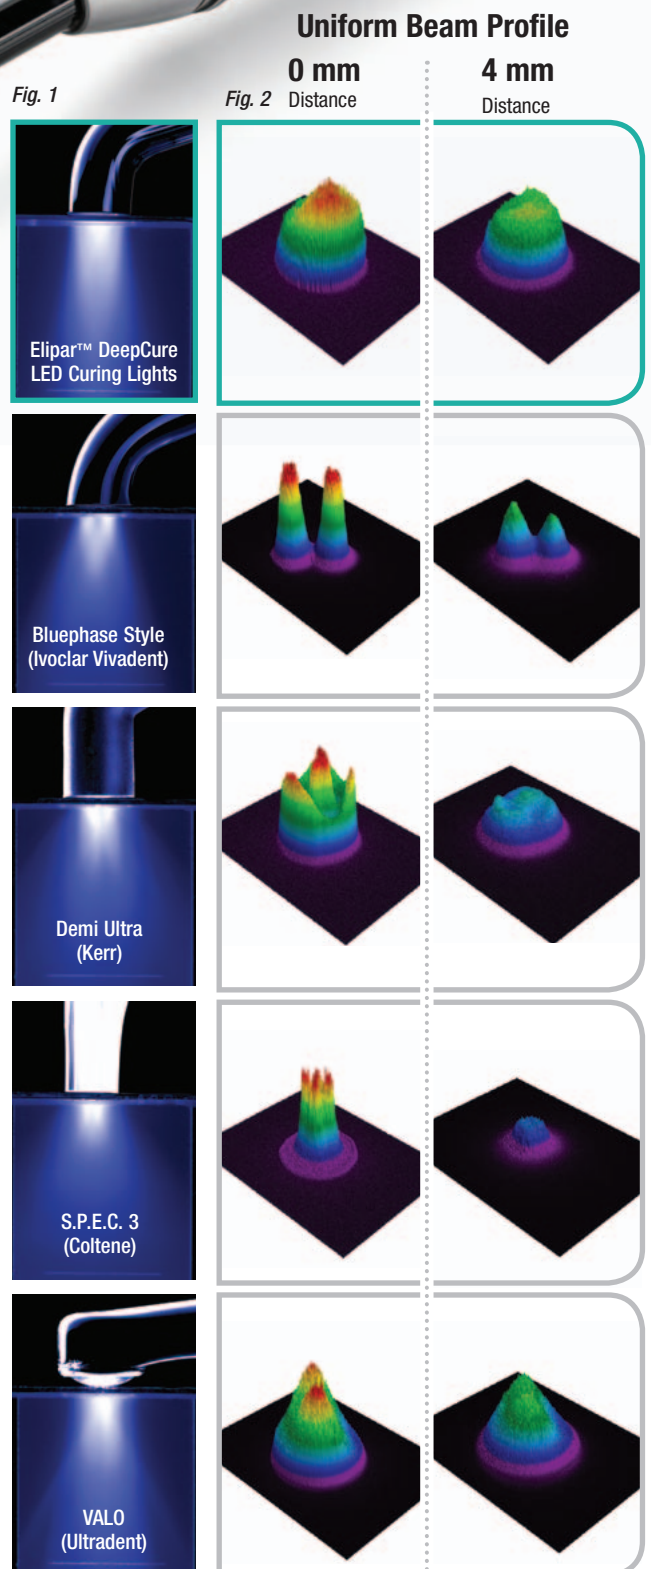 Uniform Beam Profile
0 mm
4 mm
Fig. 1
Fig. 2
Distance
Distance
Elipar™ DeepCure
LED Curing Lights
Bluephase Style
(Ivoclar Vivadent)
Demi Ultra
(Kerr)
S.P.E.C. 3
(Coltene)
VALO
(Ultradent)